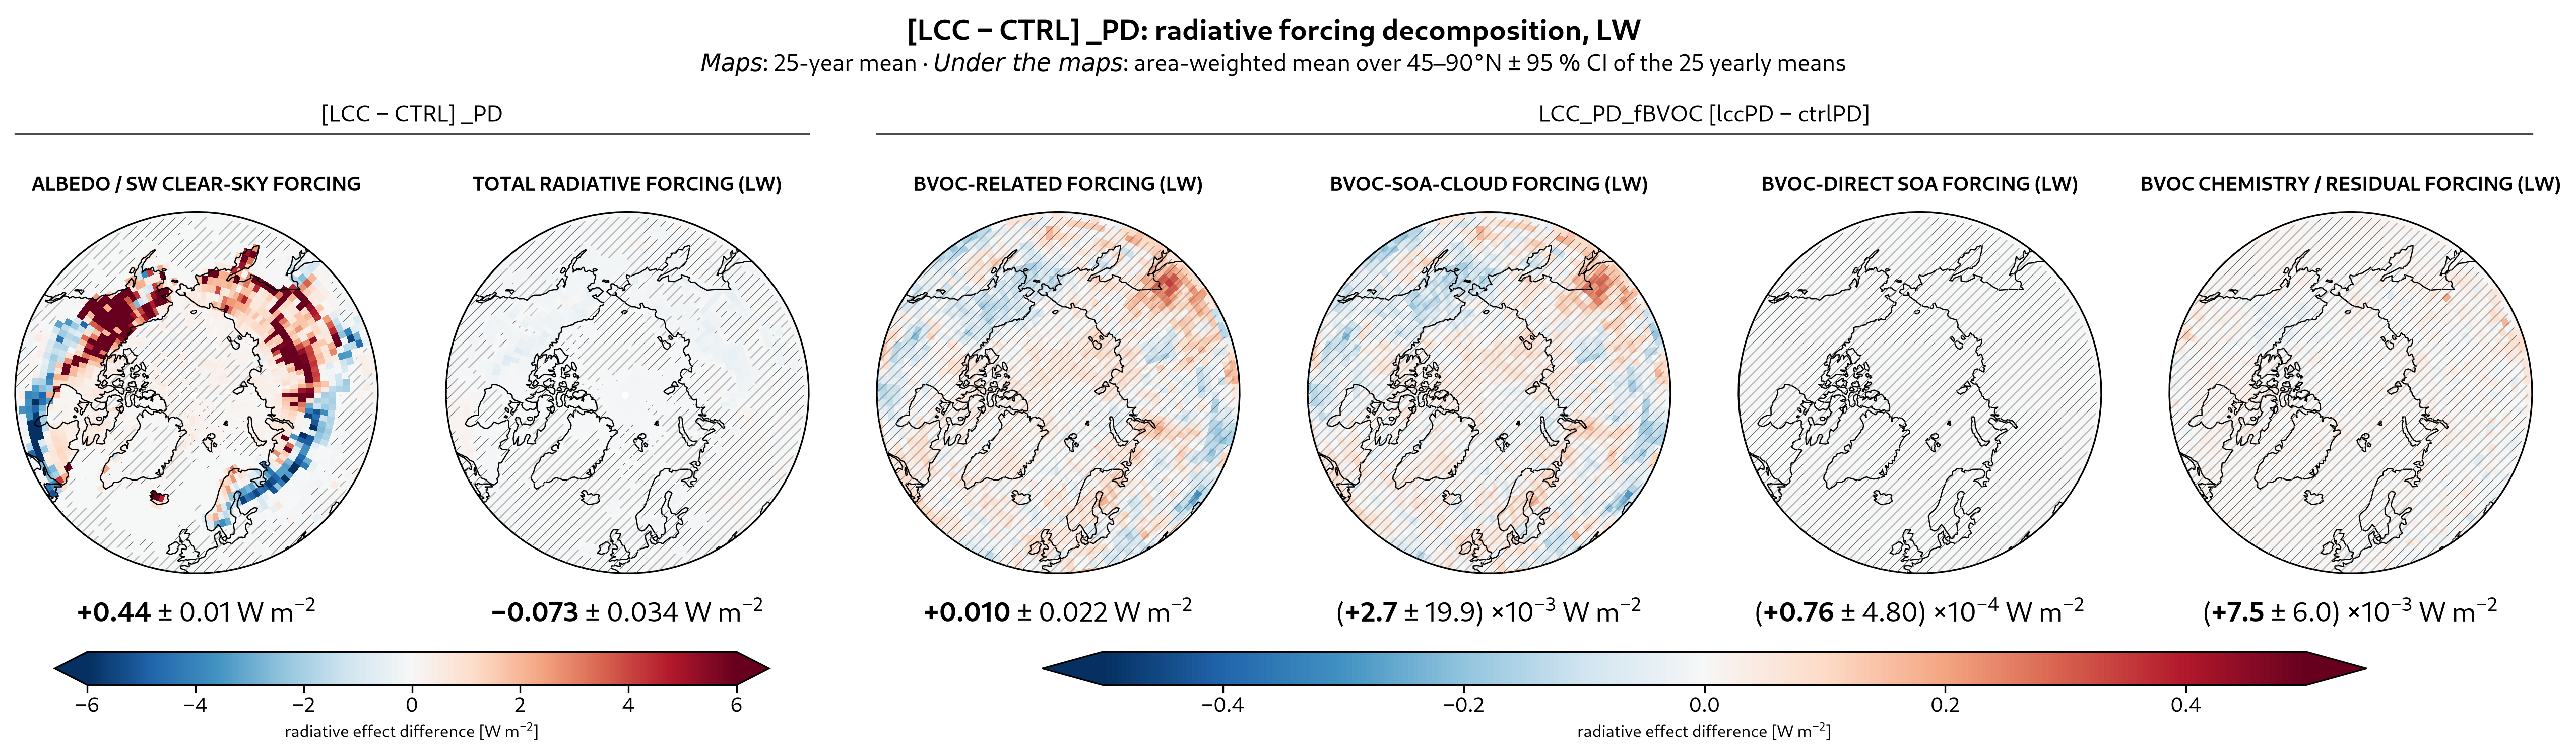 [LCC − CTRL] _PD: radiative forcing decomposition, LW
Maps: 25-year mean · Under the maps: area-weighted mean over 45–90°N ± 95 % CI of the 25 yearly means
[LCC − CTRL] _PD
LCC_PD_fBVOC [lccPD − ctrlPD]
ALBEDO / SW CLEAR-SKY FORCING
TOTAL RADIATIVE FORCING (LW)
BVOC-RELATED FORCING (LW)
BVOC-SOA-CLOUD FORCING (LW)
BVOC-DIRECT SOA FORCING (LW)
BVOC CHEMISTRY / RESIDUAL FORCING (LW)
+0.44 ± 0.01 W m⁻²
−0.073 ± 0.034 W m⁻²
+0.010 ± 0.022 W m⁻²
(+2.7 ± 19.9) ×10⁻³ W m⁻²
(+0.76 ± 4.80) ×10⁻⁴ W m⁻²
(+7.5 ± 6.0) ×10⁻³ W m⁻²
−6 −4 −2 0 2 4 6
radiative effect difference [W m⁻²]
−0.4 −0.2 0.0 0.2 0.4
radiative effect difference [W m⁻²]